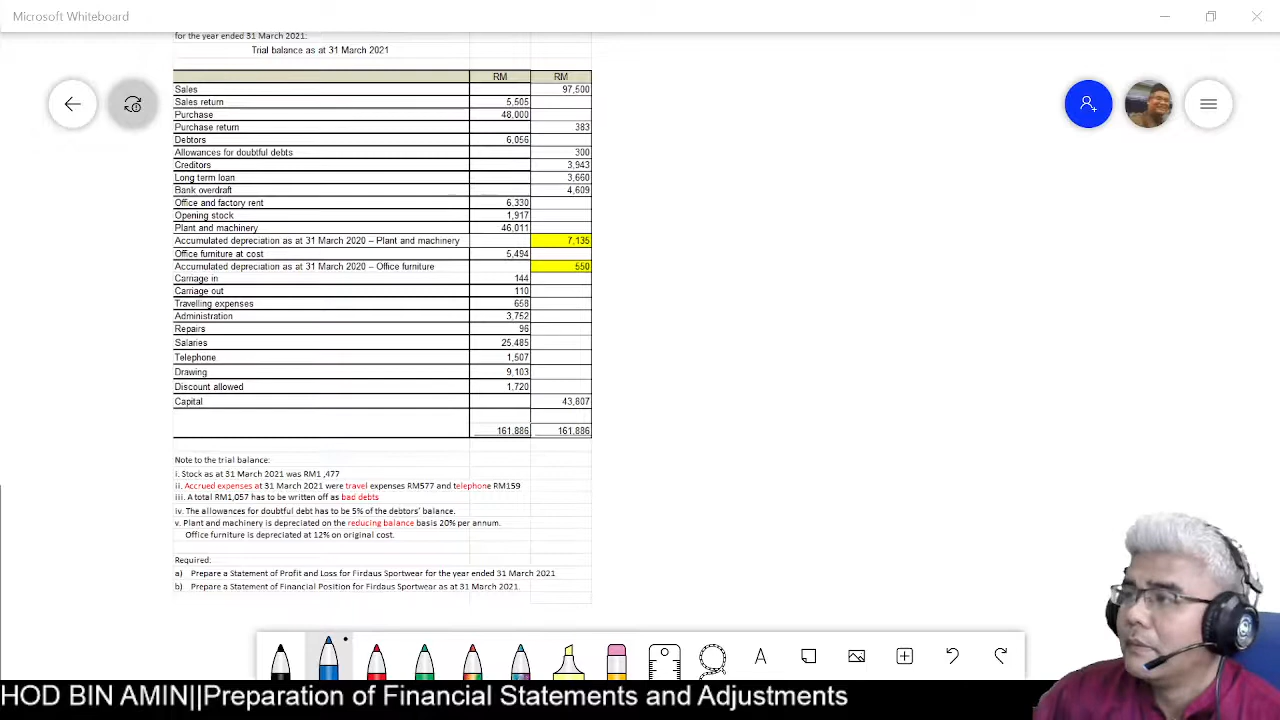 Microsoft Whiteboard
for the year ended 31 March 2021:
Trial balance as at 31 March 2021
RM RM
Sales 97,500
Sales return 5,505
Purchase 48,000
Purchase return 383
Debtors 6,056
Allowances for doubtful debts 300
Creditors 3,943
Long term loan 3,660
Bank overdraft 4,609
Office and factory rent 6,330
Opening stock 1,917
Plant and machinery 46,011
Accumulated depreciation as at 31 March 2020 – Plant and machinery 7,135
Office furniture at cost 5,494
Accumulated depreciation as at 31 March 2020 – Office furniture 550
Carriage in 144
Carriage out 110
Travelling expenses 658
Administration 3,752
Repairs 96
Salaries 25,485
Telephone 1,507
Drawing 9,103
Discount allowed 1,720
Capital 43,807
161,886 161,886
Note to the trial balance:
i. Stock as at 31 March 2021 was RM1 ,477
ii. Accrued expenses at 31 March 2021 were travel expenses RM577 and telephone RM159
iii. A total RM1,057 has to be written off as bad debts
iv. The allowances for doubtful debt has to be 5% of the debtors' balance.
v. Plant and machinery is depreciated on the reducing balance basis 20% per annum.
Office furniture is depreciated at 12% on original cost.
Required:
a) Prepare a Statement of Profit and Loss for Firdaus Sportwear for the year ended 31 March 2021
b) Prepare a Statement of Financial Position for Firdaus Sportwear as at 31 March 2021.
A
HOD BIN AMIN||Preparation of Financial Statements and Adjustments